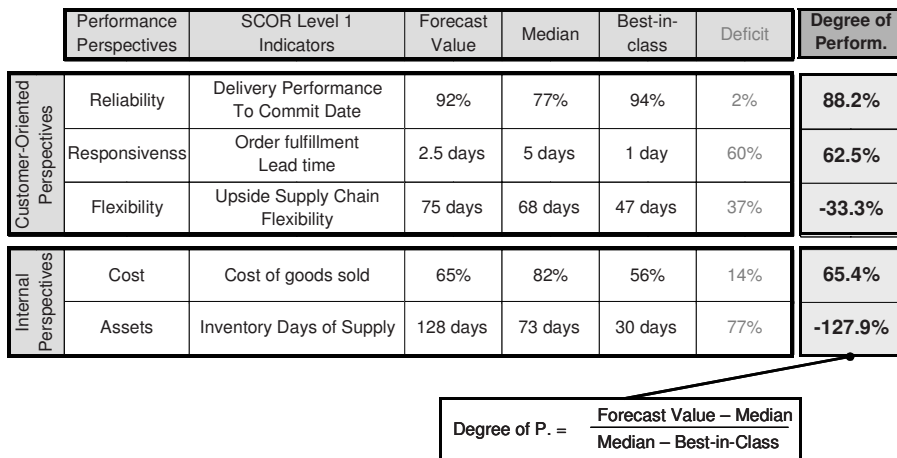 Performance Perspectives
SCOR Level 1 Indicators
Forecast Value
Median
Best-in-class
Deficit
Degree of Perform.
Customer-Oriented Perspectives
Reliability
Delivery Performance To Commit Date
92%
77%
94%
2%
88.2%
Responsivenss
Order fulfillment Lead time
2.5 days
5 days
1 day
60%
62.5%
Flexibility
Upside Supply Chain Flexibility
75 days
68 days
47 days
37%
-33.3%
Internal Perspectives
Cost
Cost of goods sold
65%
82%
56%
14%
65.4%
Assets
Inventory Days of Supply
128 days
73 days
30 days
77%
-127.9%
Degree of P. =
Forecast Value – Median
Median – Best-in-Class